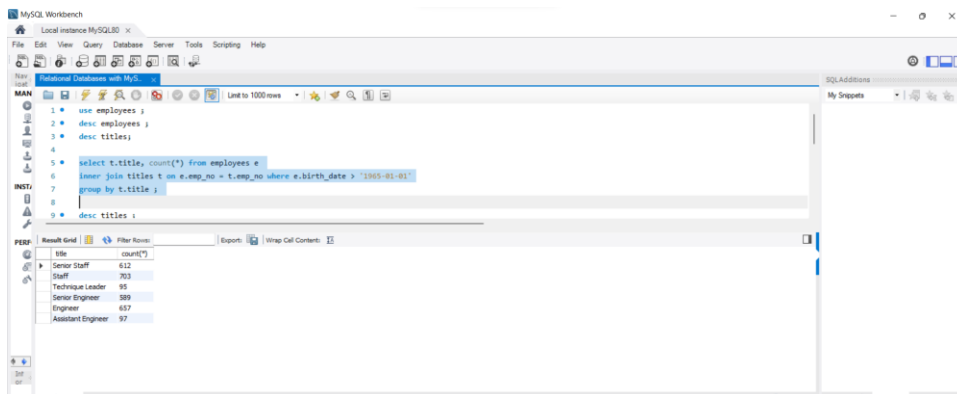 MySQL Workbench
Local instance MySQL80 ×
File Edit View Query Database Server Tools Scripting Help
Relational Databases with MyS...
SQLAdditions
MAN
Limit to 1000 rows
My Snippets
1 use employees ;
2 desc employees ;
3 desc titles;
4
5 select t.title, count(*) from employees e
6 inner join titles t on e.emp_no = t.emp_no where e.birth_date > '1965-01-01'
7 group by t.title ;
8
9 desc titles ;
INST
PERF
Result Grid Filter Rows: Export: Wrap Cell Content:
title count(*)
Senior Staff 612
Staff 703
Technique Leader 95
Senior Engineer 589
Engineer 657
Assistant Engineer 97